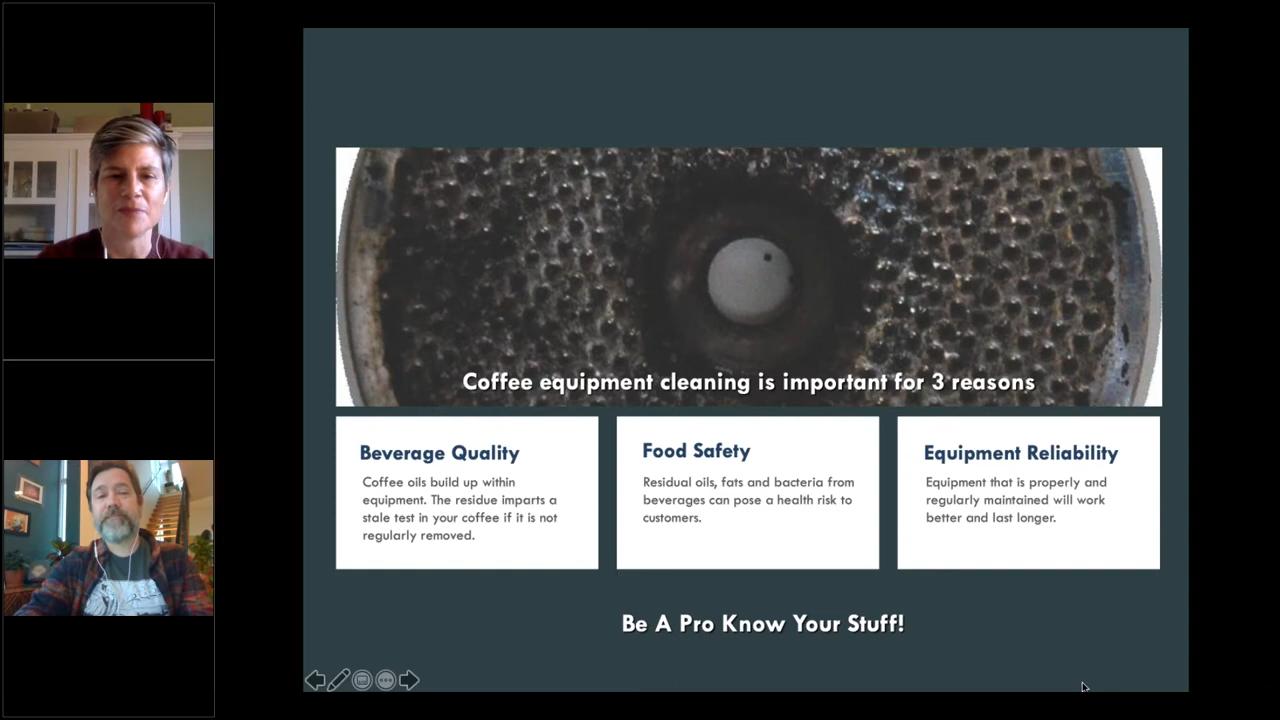 Coffee equipment cleaning is important for 3 reasons
Beverage Quality
Coffee oils build up within
equipment. The residue imparts a
stale test in your coffee if it is not
regularly removed.
Food Safety
Residual oils, fats and bacteria from
beverages can pose a health risk to
customers.
Equipment Reliability
Equipment that is properly and
regularly maintained will work
better and last longer.
Be A Pro Know Your Stuff!